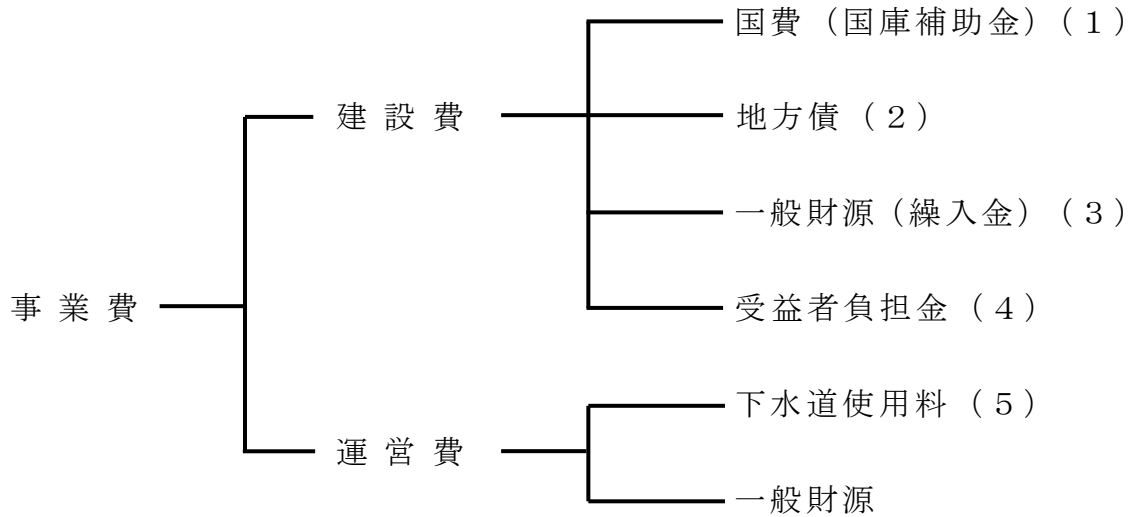 国費（国庫補助金）（１）
建設費
地方債（２）
一般財源（繰入金）（３）
事業費
受益者負担金（４）
下水道使用料（５）
運営費
一般財源